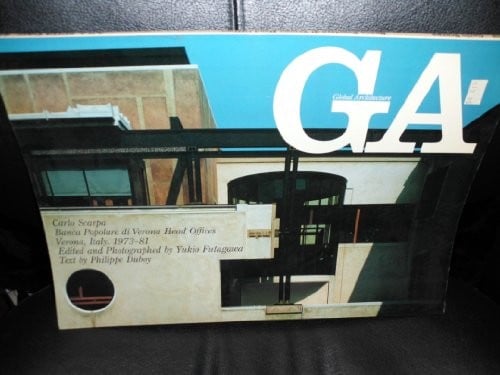 GA
Global Architecture
Carlo Scarpa
Banca Popolare di Verona Head Offices
Verona, Italy. 1973-81
Edited and Photographed by Yukio Futagawa
Text by Philippe Duboy